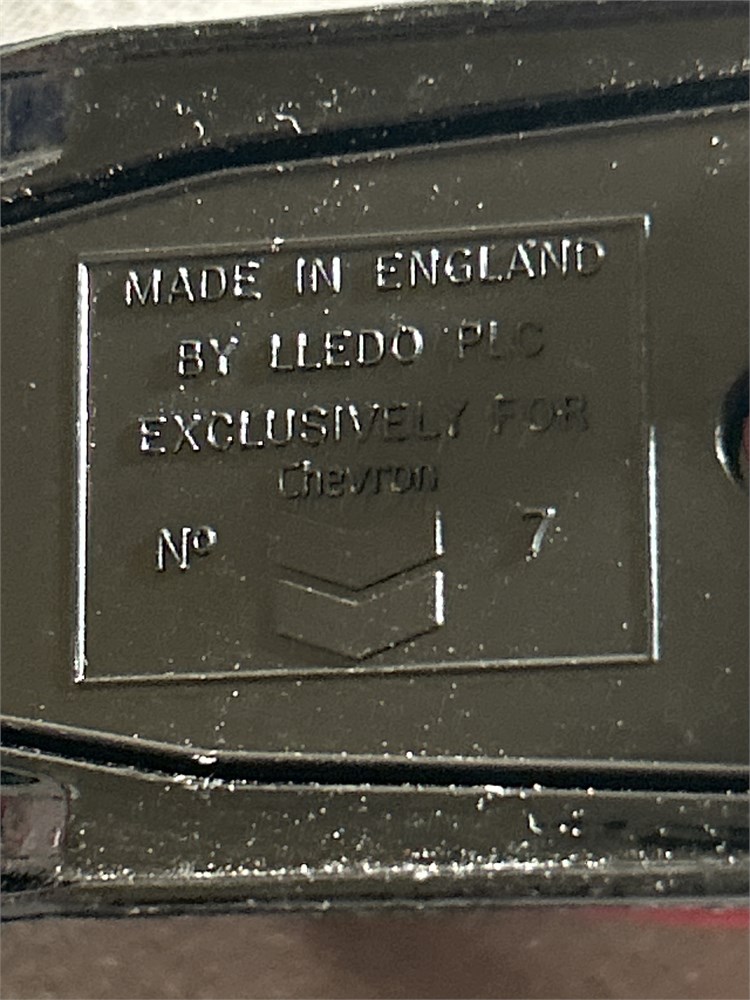 MADE IN ENGLAND
BY LLEDO PLC
EXCLUSIVELY FOR
Chevron
Nº 7